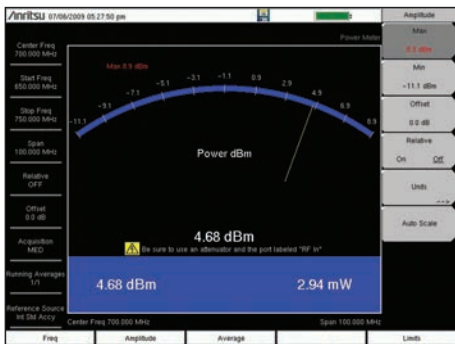 Anritsu 07/08/2009 05:27:50 pm
Power Meter
Center Freq
700.000 MHz
Start Freq
650.000 MHz
Stop Freq
750.000 MHz
Span
100.000 MHz
Relative
OFF
Offset
0.0 dB
Acquisition
MED
Running Averages
1/1
Reference Source
Int Std Accy
Max 8.9 dBm
-11.1
-9.1
-7.1
-5.1
-3.1
-1.1
0.9
2.9
4.9
6.9
8.9
Power dBm
4.68 dBm
Be sure to use an attenuator and the port labeled "RF In"
4.68 dBm
2.94 mW
Center Freq 700.000 MHz
Span 100.000 MHz
Amplitude
Max
Min
-11.1 dBm
Offset
0.0 dB
Relative
On Off
Units
-->
Auto Scale
Freq
Amplitude
Average
Limits